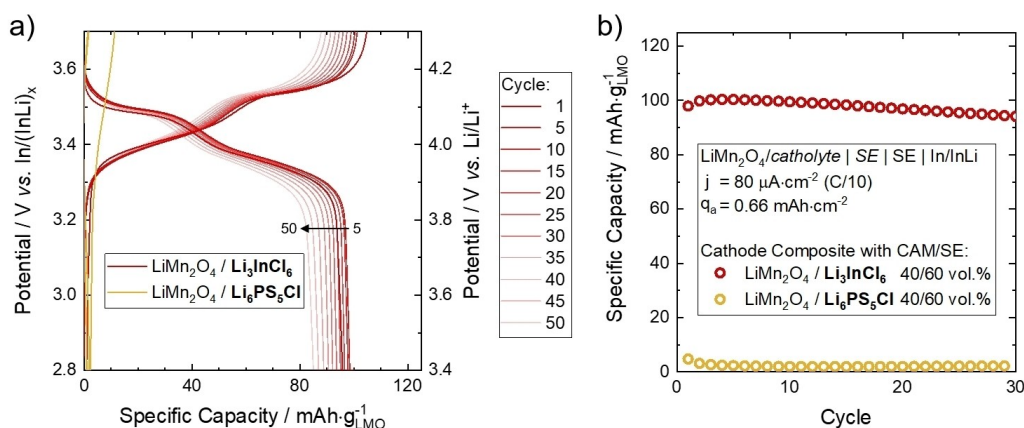 a)
Potential / V vs. In/(InLi)x
3.6
3.4
3.2
3.0
2.8
0
40
80
120
Specific Capacity / mAh·g⁻¹LMO
4.2
4.0
3.8
3.6
3.4
Potential / V vs. Li/Li⁺
50
5
LiMn₂O₄ / Li₃InCl₆
LiMn₂O₄ / Li₆PS₅Cl
Cycle:
1
5
10
15
20
25
30
35
40
45
50
b)
Specific Capacity / mAh·g⁻¹LMO
120
100
80
60
40
20
0
0
10
20
30
Cycle
LiMn₂O₄/catholyte | SE | SE | In/InLi
j = 80 μA·cm⁻² (C/10)
qₐ = 0.66 mAh·cm⁻²
Cathode Composite with CAM/SE:
LiMn₂O₄ / Li₃InCl₆ 40/60 vol.%
LiMn₂O₄ / Li₆PS₅Cl 40/60 vol.%